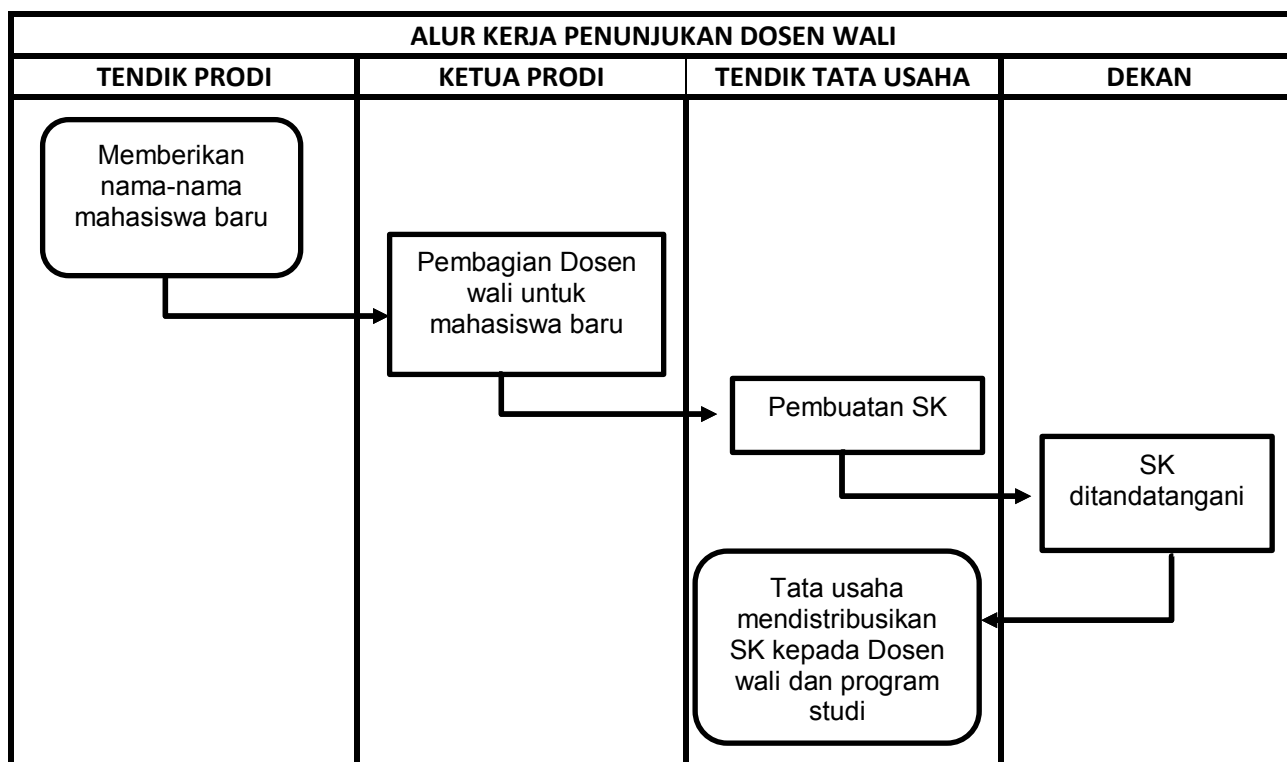 ALUR KERJA PENUNJUKAN DOSEN WALI
TENDIK PRODI
KETUA PRODI
TENDIK TATA USAHA
DEKAN
Memberikan
nama-nama
mahasiswa baru
Pembagian Dosen
wali untuk
mahasiswa baru
Pembuatan SK
SK
ditandatangani
Tata usaha
mendistribusikan
SK kepada Dosen
wali dan program
studi